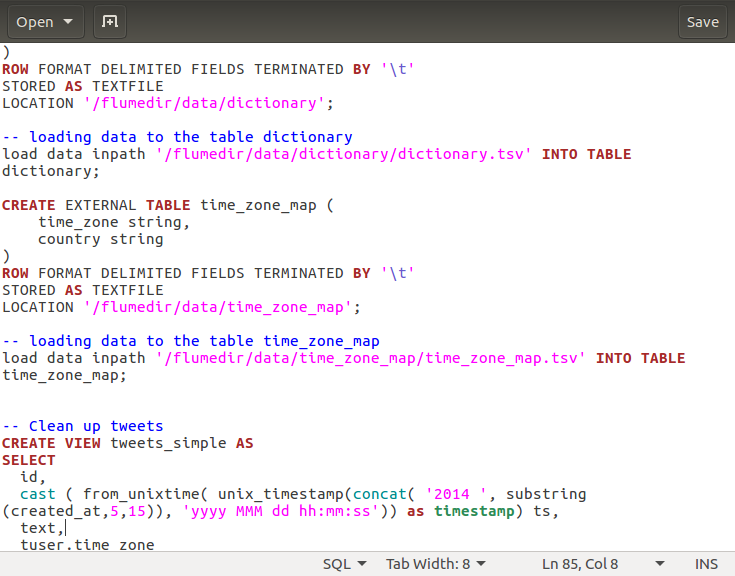 Open
Save
)
ROW FORMAT DELIMITED FIELDS TERMINATED BY '\t'
STORED AS TEXTFILE
LOCATION '/flumedir/data/dictionary';
-- loading data to the table dictionary
load data inpath '/flumedir/data/dictionary/dictionary.tsv' INTO TABLE
dictionary;
CREATE EXTERNAL TABLE time_zone_map (
time_zone string,
country string
)
ROW FORMAT DELIMITED FIELDS TERMINATED BY '\t'
STORED AS TEXTFILE
LOCATION '/flumedir/data/time_zone_map';
-- loading data to the table time_zone_map
load data inpath '/flumedir/data/time_zone_map/time_zone_map.tsv' INTO TABLE
time_zone_map;
-- Clean up tweets
CREATE VIEW tweets_simple AS
SELECT
id,
cast ( from_unixtime( unix_timestamp(concat( '2014 ', substring
(created_at,5,15)), 'yyyy MMM dd hh:mm:ss')) as timestamp) ts,
text,
tuser.time_zone
SQL Tab Width: 8 Ln 85, Col 8 INS